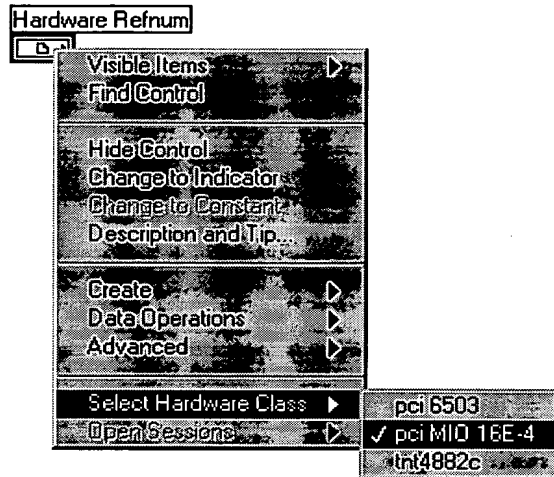 Hardware Refnum
Visible Items
Find Control
Hide Control
Change to Indicator
Change to Constant
Description and Tip...
Create
Data Operations
Advanced
Select Hardware Class
pci 6503
Open Sessions
✓ pci MIO 16E-4
tnt4882c